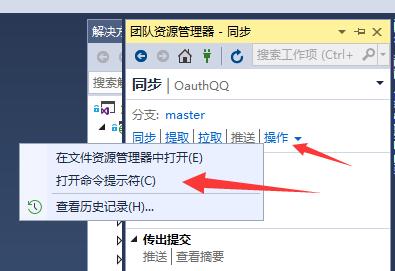 解决方
团队资源管理器 - 同步
搜索工作项 (Ctrl+
搜索解
同步 | OauthQQ
分支: master
同步 | 提取 | 拉取 | 推送 | 操作
在文件资源管理器中打开(E)
打开命令提示符(C)
查看历史记录(H)...
传出提交
推送 | 查看摘要